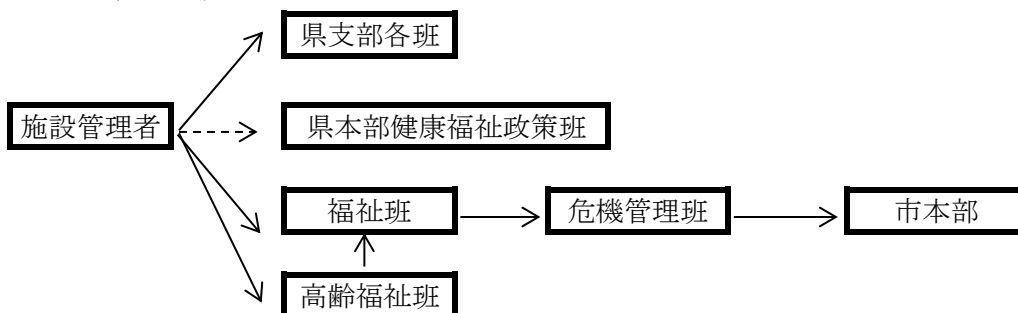 県支部各班
施設管理者
県本部健康福祉政策班
福祉班
危機管理班
市本部
高齢福祉班